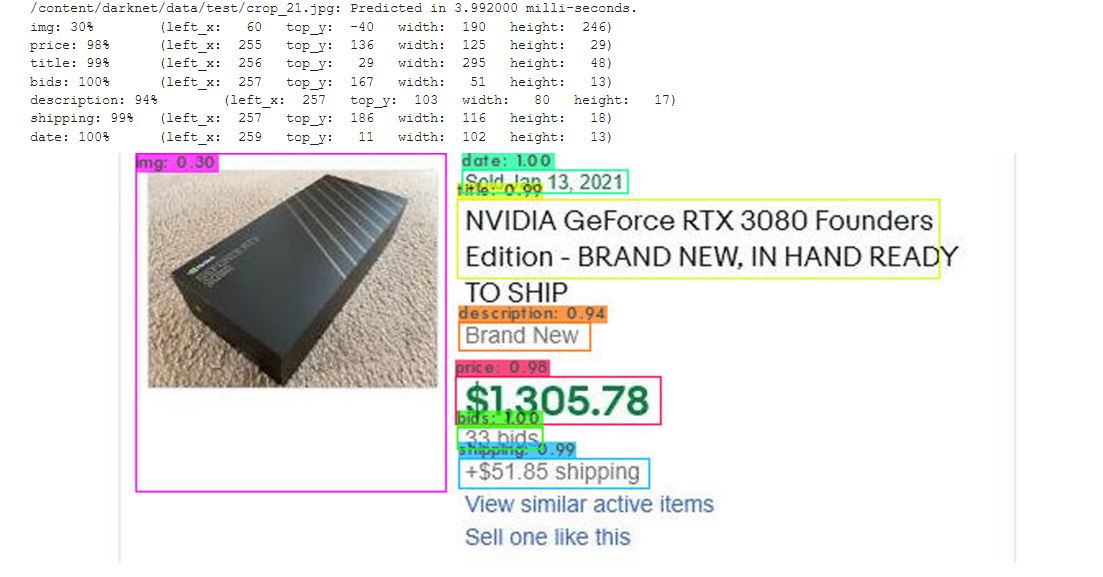 /content/darknet/data/test/crop_21.jpg: Predicted in 3.992000 milli-seconds.
img: 30% (left_x: 60 top_y: -40 width: 190 height: 246)
price: 98% (left_x: 255 top_y: 136 width: 125 height: 29)
title: 99% (left_x: 256 top_y: 29 width: 295 height: 48)
bids: 100% (left_x: 257 top_y: 167 width: 51 height: 13)
description: 94% (left_x: 257 top_y: 103 width: 80 height: 17)
shipping: 99% (left_x: 257 top_y: 186 width: 116 height: 18)
date: 100% (left_x: 259 top_y: 11 width: 102 height: 13)
img: 0.30
date: 1.00
Sold Jan 13, 2021
title: 0.99
NVIDIA GeForce RTX 3080 Founders
Edition - BRAND NEW, IN HAND READY
TO SHIP
description: 0.94
Brand New
price: 0.98
$1,305.78
bids: 1.00
33 bids
shipping: 0.99
+$51.85 shipping
View similar active items
Sell one like this